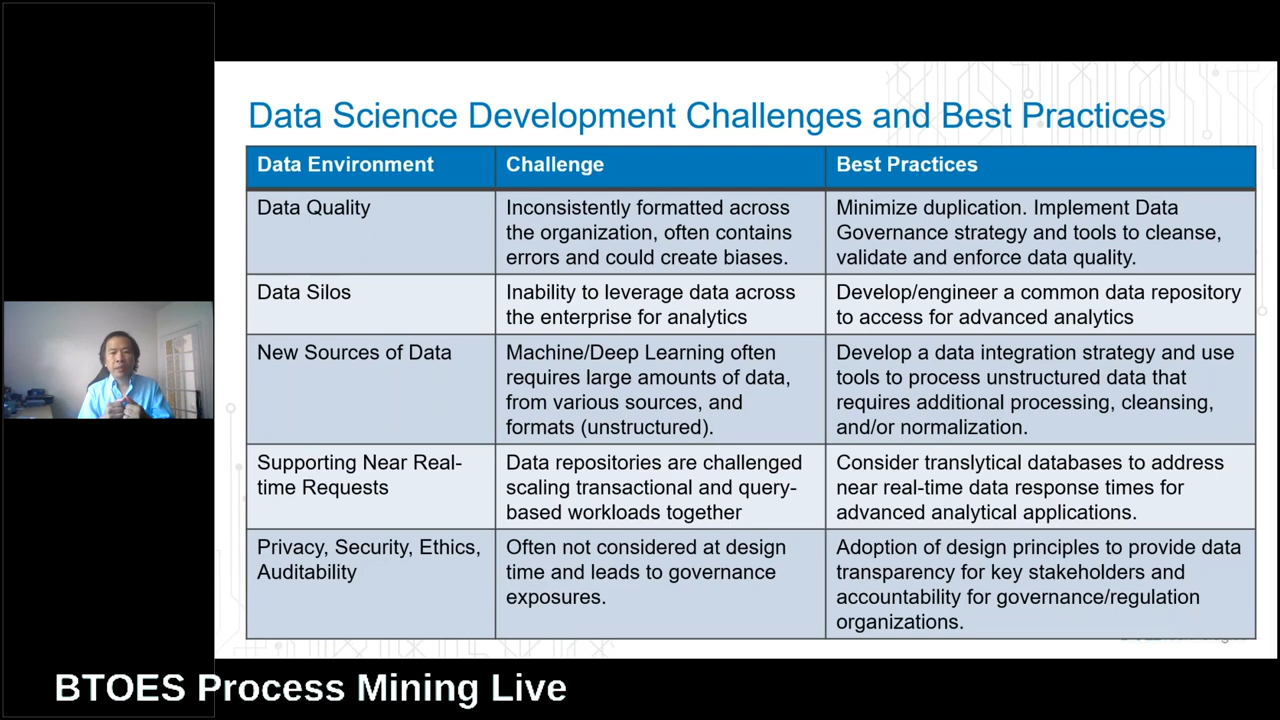 Data Science Development Challenges and Best Practices
Data Environment
Challenge
Best Practices
Data Quality
Inconsistently formatted across
the organization, often contains
errors and could create biases.
Minimize duplication. Implement Data
Governance strategy and tools to cleanse,
validate and enforce data quality.
Data Silos
Inability to leverage data across
the enterprise for analytics
Develop/engineer a common data repository
to access for advanced analytics
New Sources of Data
Machine/Deep Learning often
requires large amounts of data,
from various sources, and
formats (unstructured).
Develop a data integration strategy and use
tools to process unstructured data that
requires additional processing, cleansing,
and/or normalization.
Supporting Near Real-
time Requests
Data repositories are challenged
scaling transactional and query-
based workloads together
Consider translytical databases to address
near real-time data response times for
advanced analytical applications.
Privacy, Security, Ethics,
Auditability
Often not considered at design
time and leads to governance
exposures.
Adoption of design principles to provide data
transparency for key stakeholders and
accountability for governance/regulation
organizations.
BTOES Process Mining Live